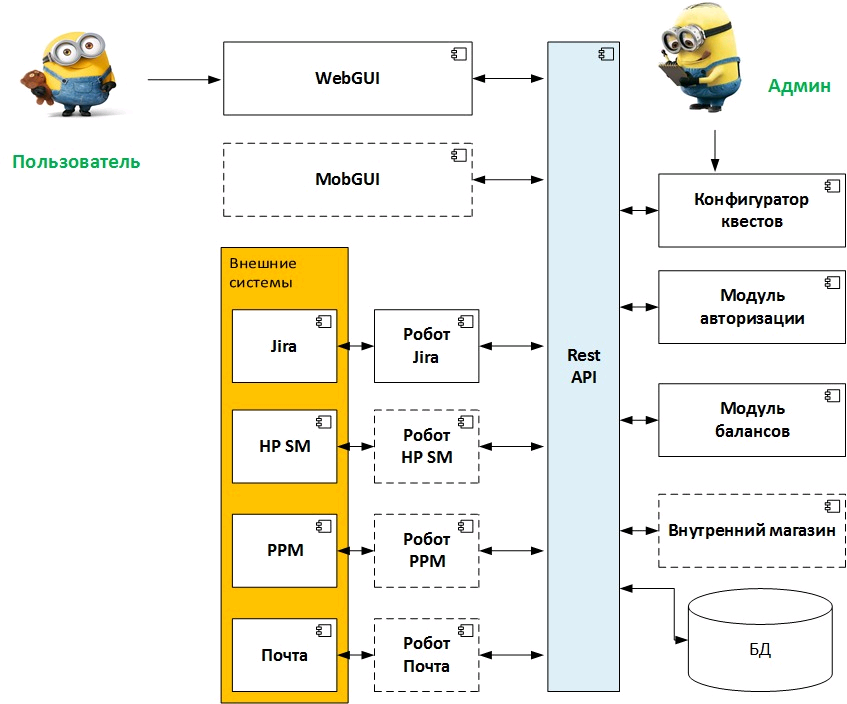 WebGUI
Админ
Пользователь
MobGUI
Конфигуратор
квестов
Внешние
системы
Модуль
авторизации
Jira
Робот
Jira
Rest
API
Модуль
балансов
HP SM
Робот
HP SM
Внутренний магазин
PPM
Робот
PPM
БД
Почта
Робот
Почта